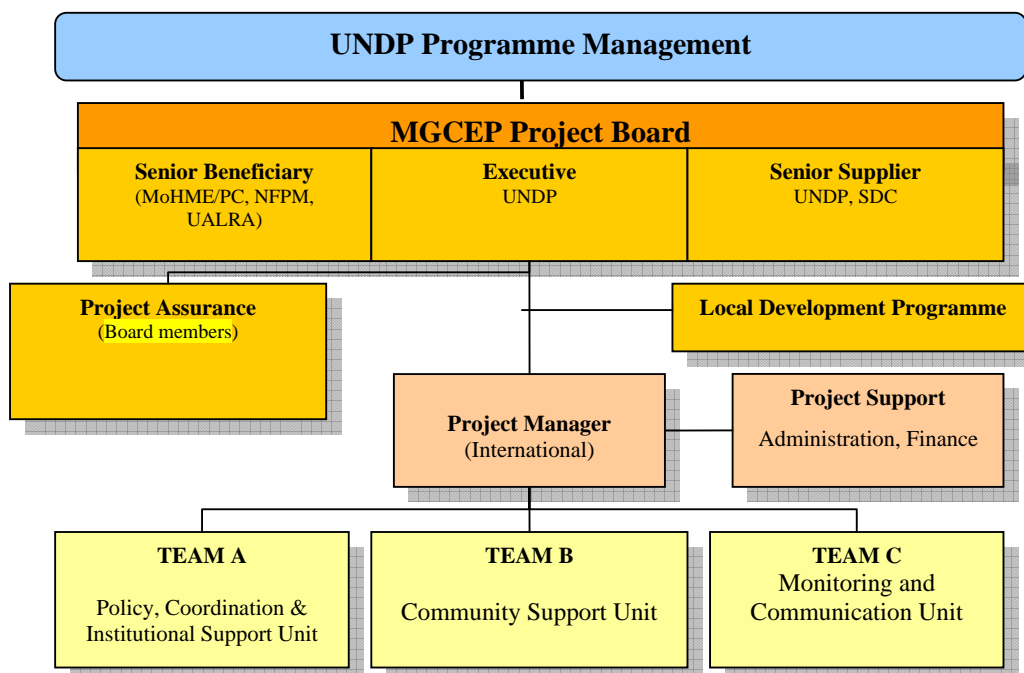 UNDP Programme Management
MGCEP Project Board
Senior Beneficiary
(MoHME/PC, NFPM,
UALRA)
Executive
UNDP
Senior Supplier
UNDP, SDC
Project Assurance
(Board members)
Local Development Programme
Project Manager
(International)
Project Support
Administration, Finance
TEAM A
Policy, Coordination &
Institutional Support Unit
TEAM B
Community Support Unit
TEAM C
Monitoring and
Communication Unit